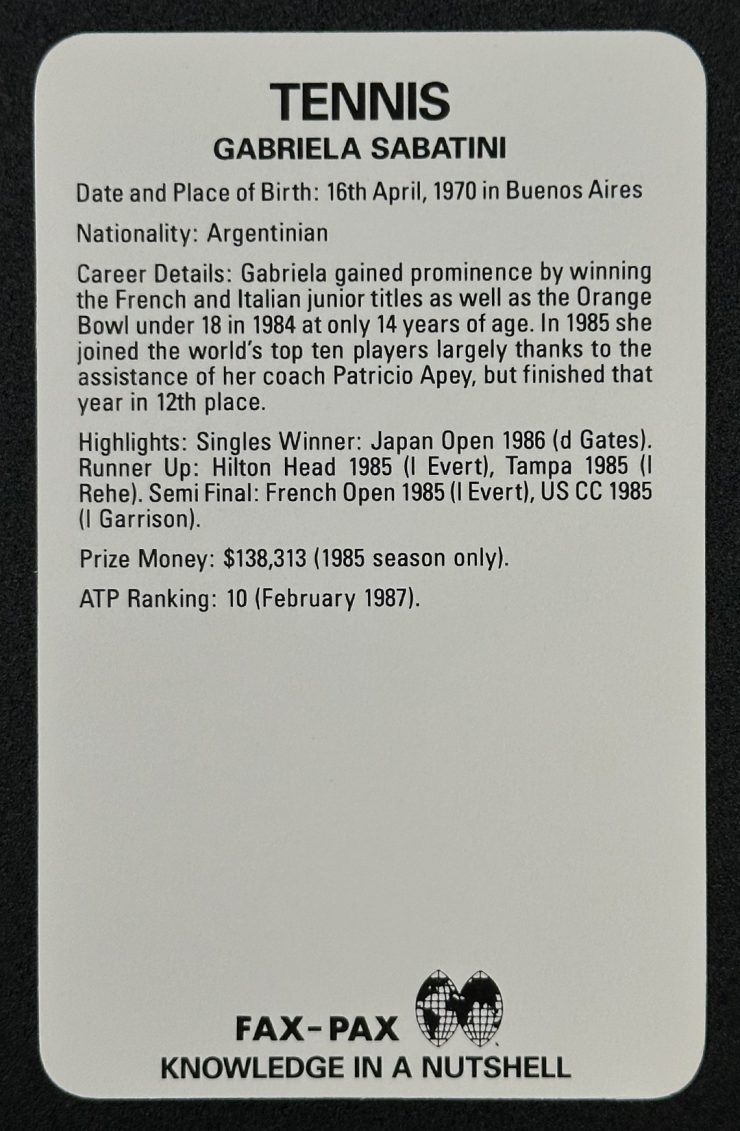 TENNIS
GABRIELA SABATINI
Date and Place of Birth: 16th April, 1970 in Buenos Aires
Nationality: Argentinian
Career Details: Gabriela gained prominence by winning
the French and Italian junior titles as well as the Orange
Bowl under 18 in 1984 at only 14 years of age. In 1985 she
joined the world's top ten players largely thanks to the
assistance of her coach Patricio Apey, but finished that
year in 12th place.
Highlights: Singles Winner: Japan Open 1986 (d Gates).
Runner Up: Hilton Head 1985 (l Evert), Tampa 1985 (l
Rehe). Semi Final: French Open 1985 (l Evert), US CC 1985
(l Garrison).
Prize Money: $138,313 (1985 season only).
ATP Ranking: 10 (February 1987).
FAX-PAX
KNOWLEDGE IN A NUTSHELL